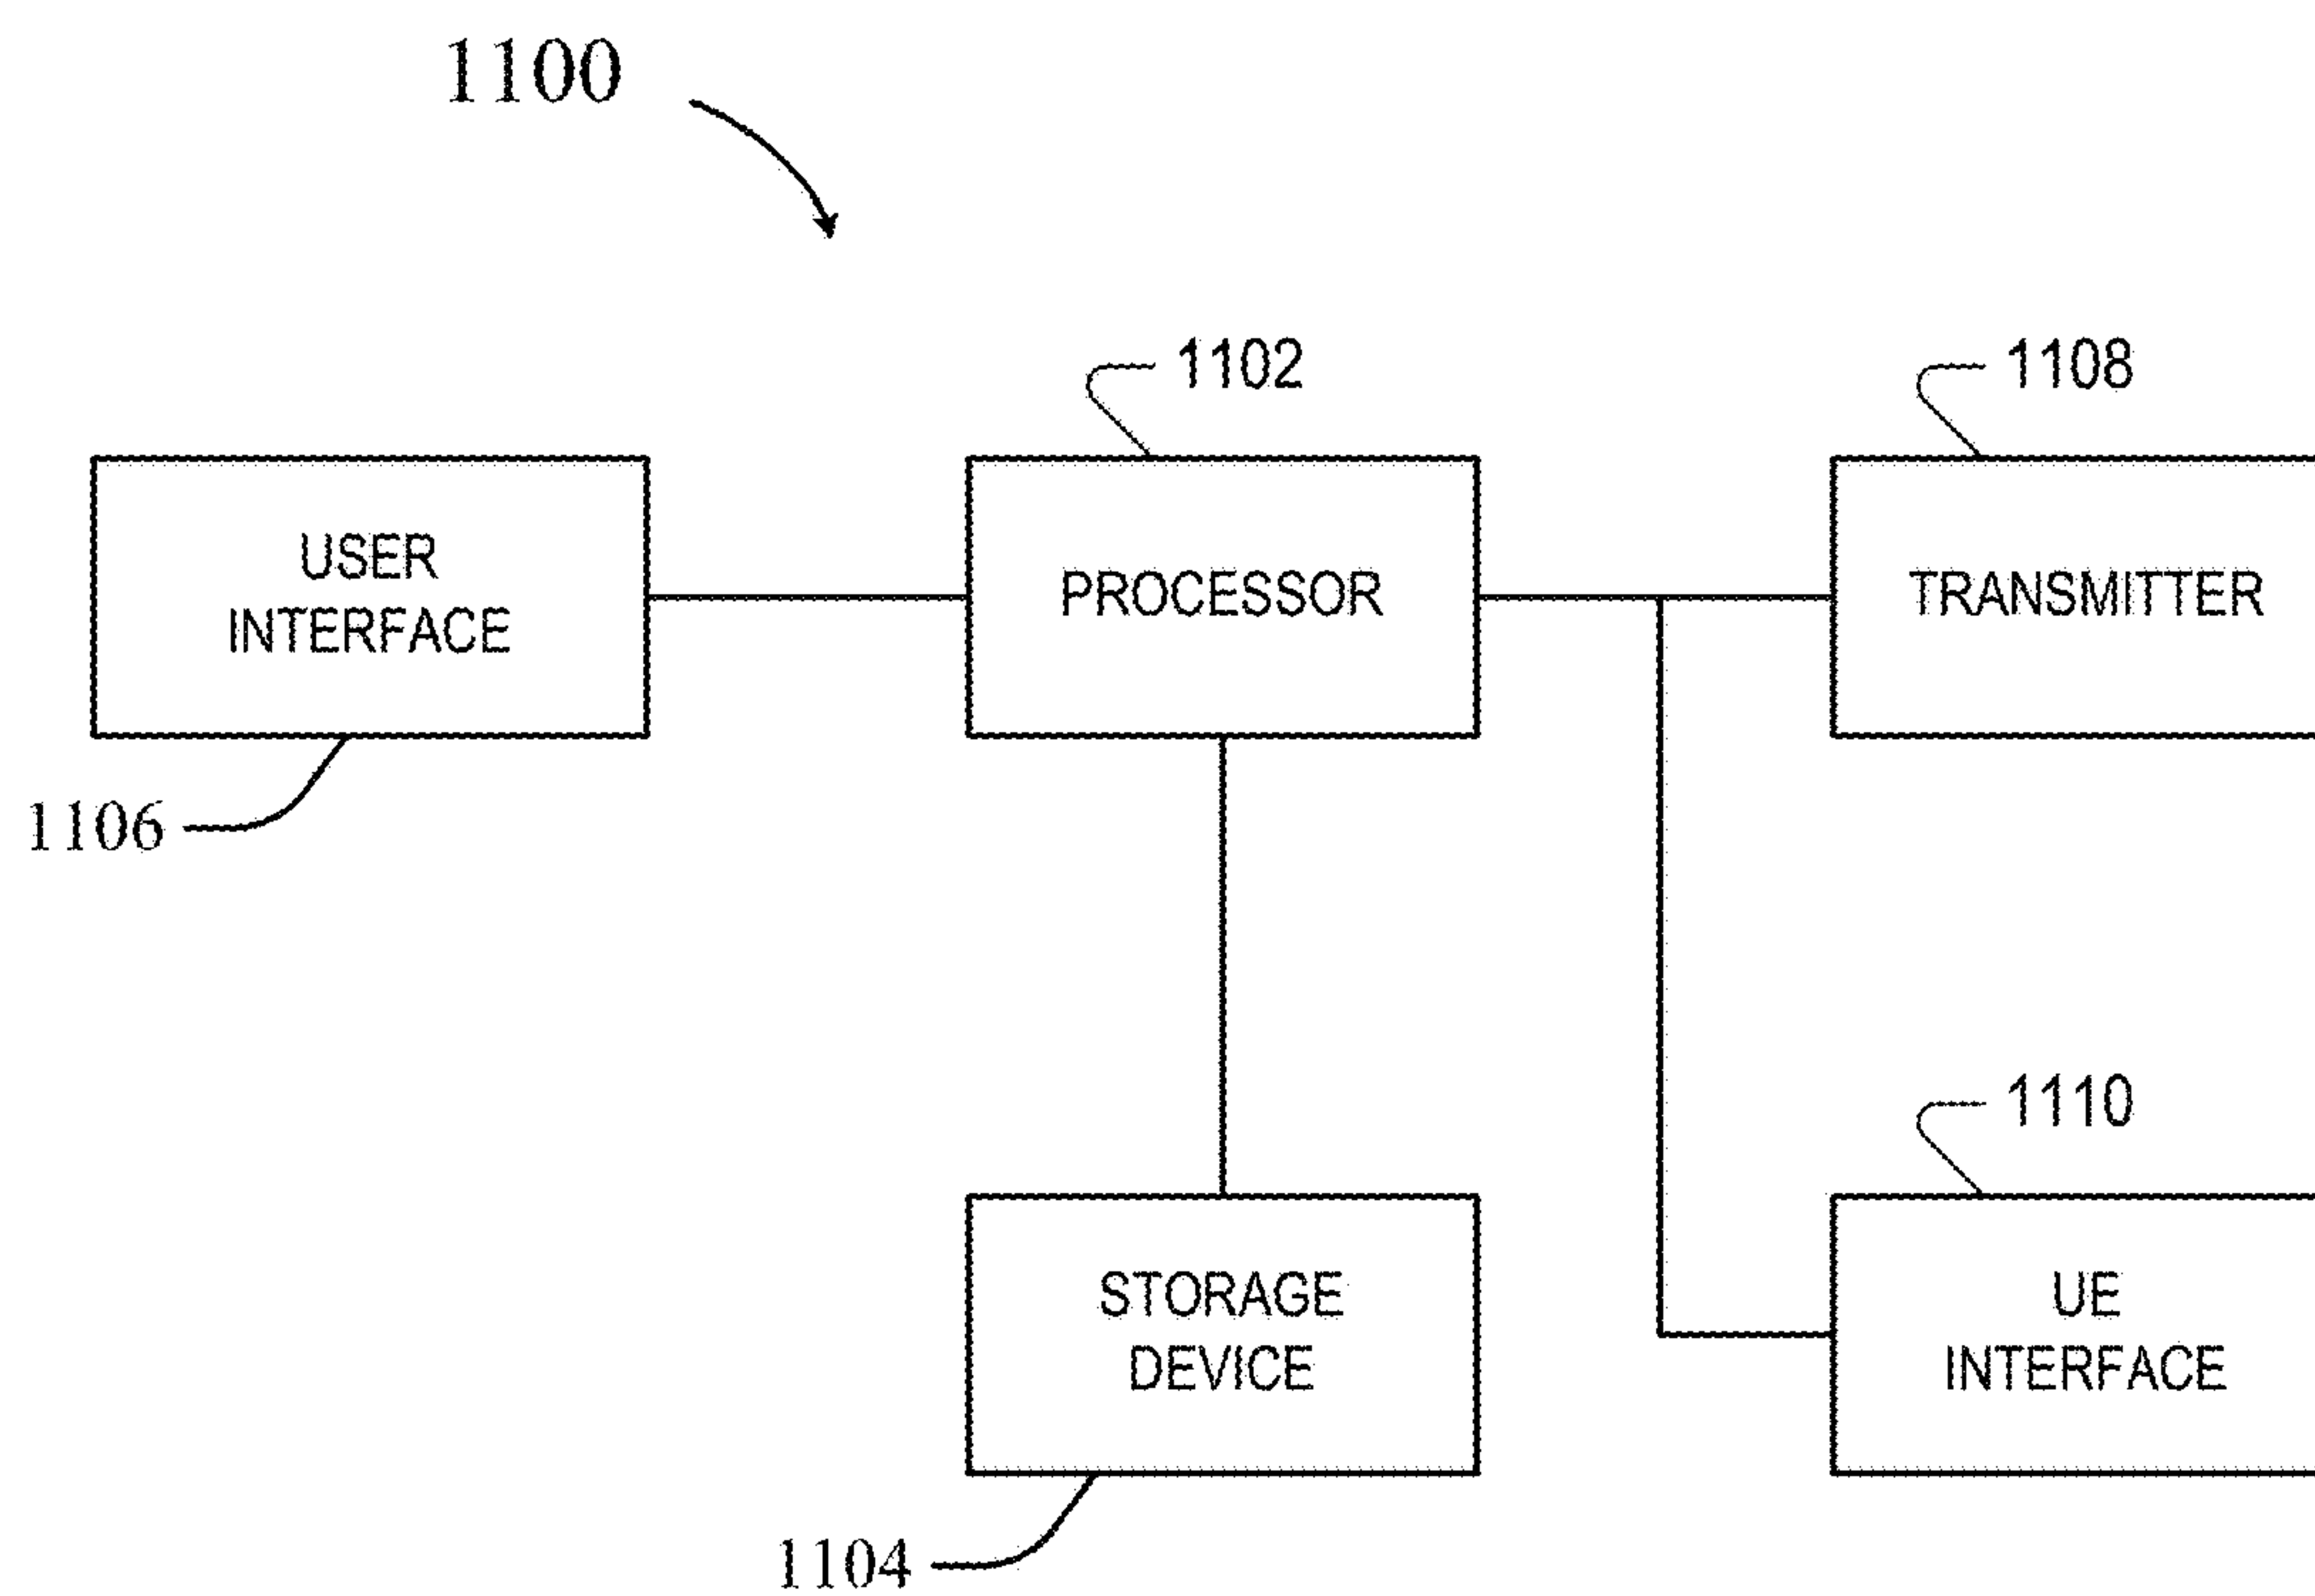 1100
1102
1108
USER
INTERFACE
PROCESSOR
TRANSMITTER
1106
1110
STORAGE
DEVICE
UE
INTERFACE
1104